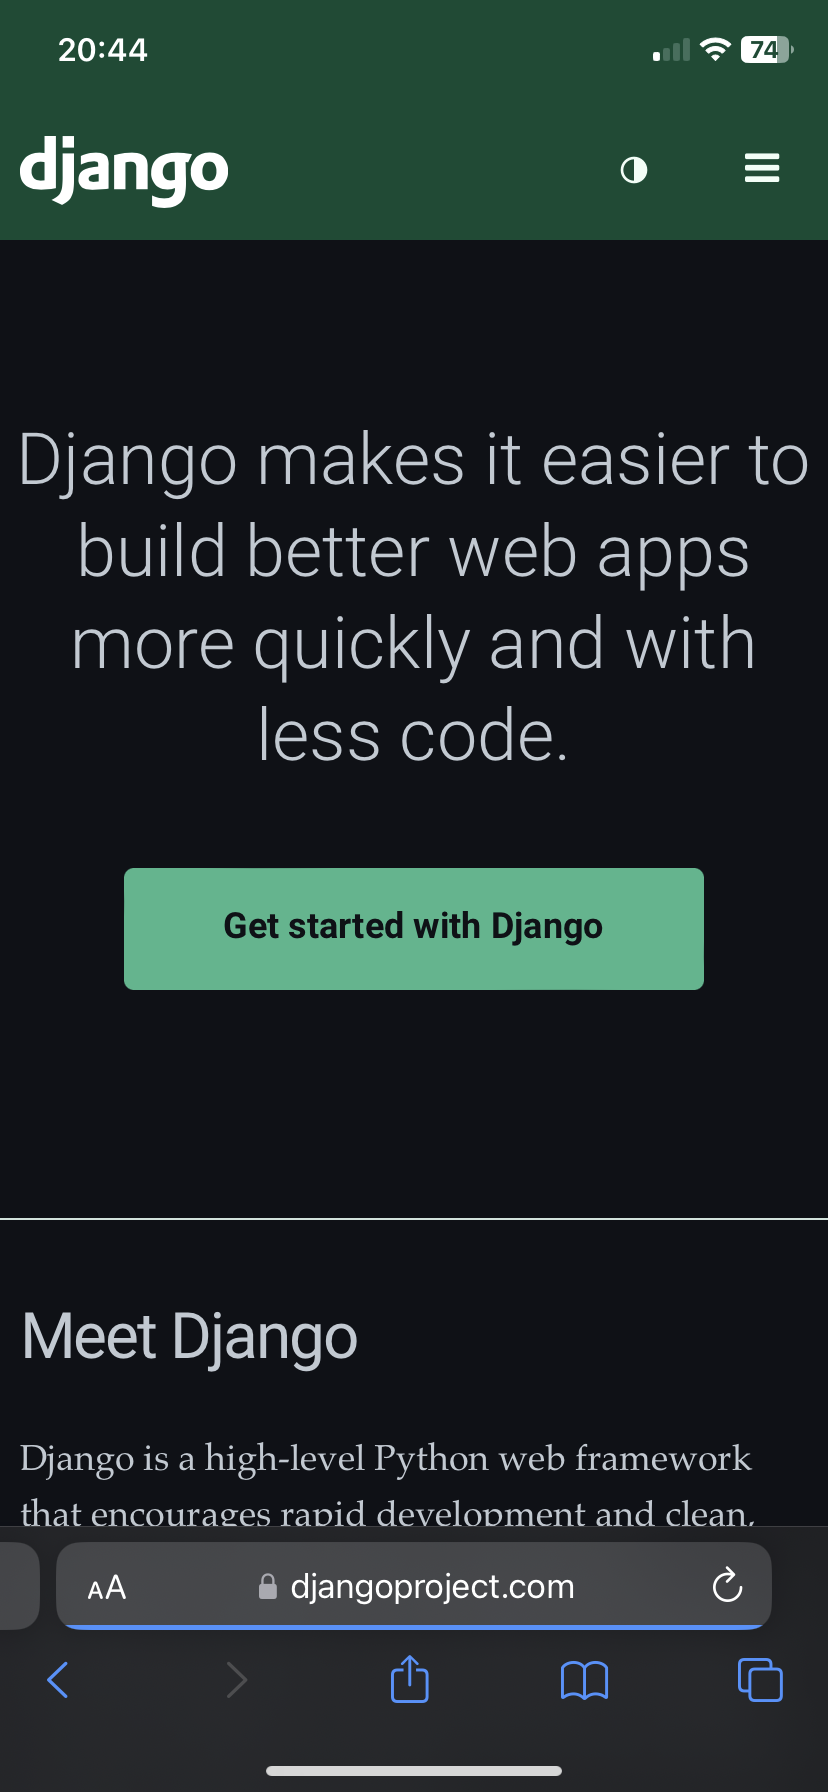 20:44
74
django
Django makes it easier to
build better web apps
more quickly and with
less code.
Get started with Django
Meet Django
Django is a high-level Python web framework
that encourages rapid development and clean,
AA djangoproject.com